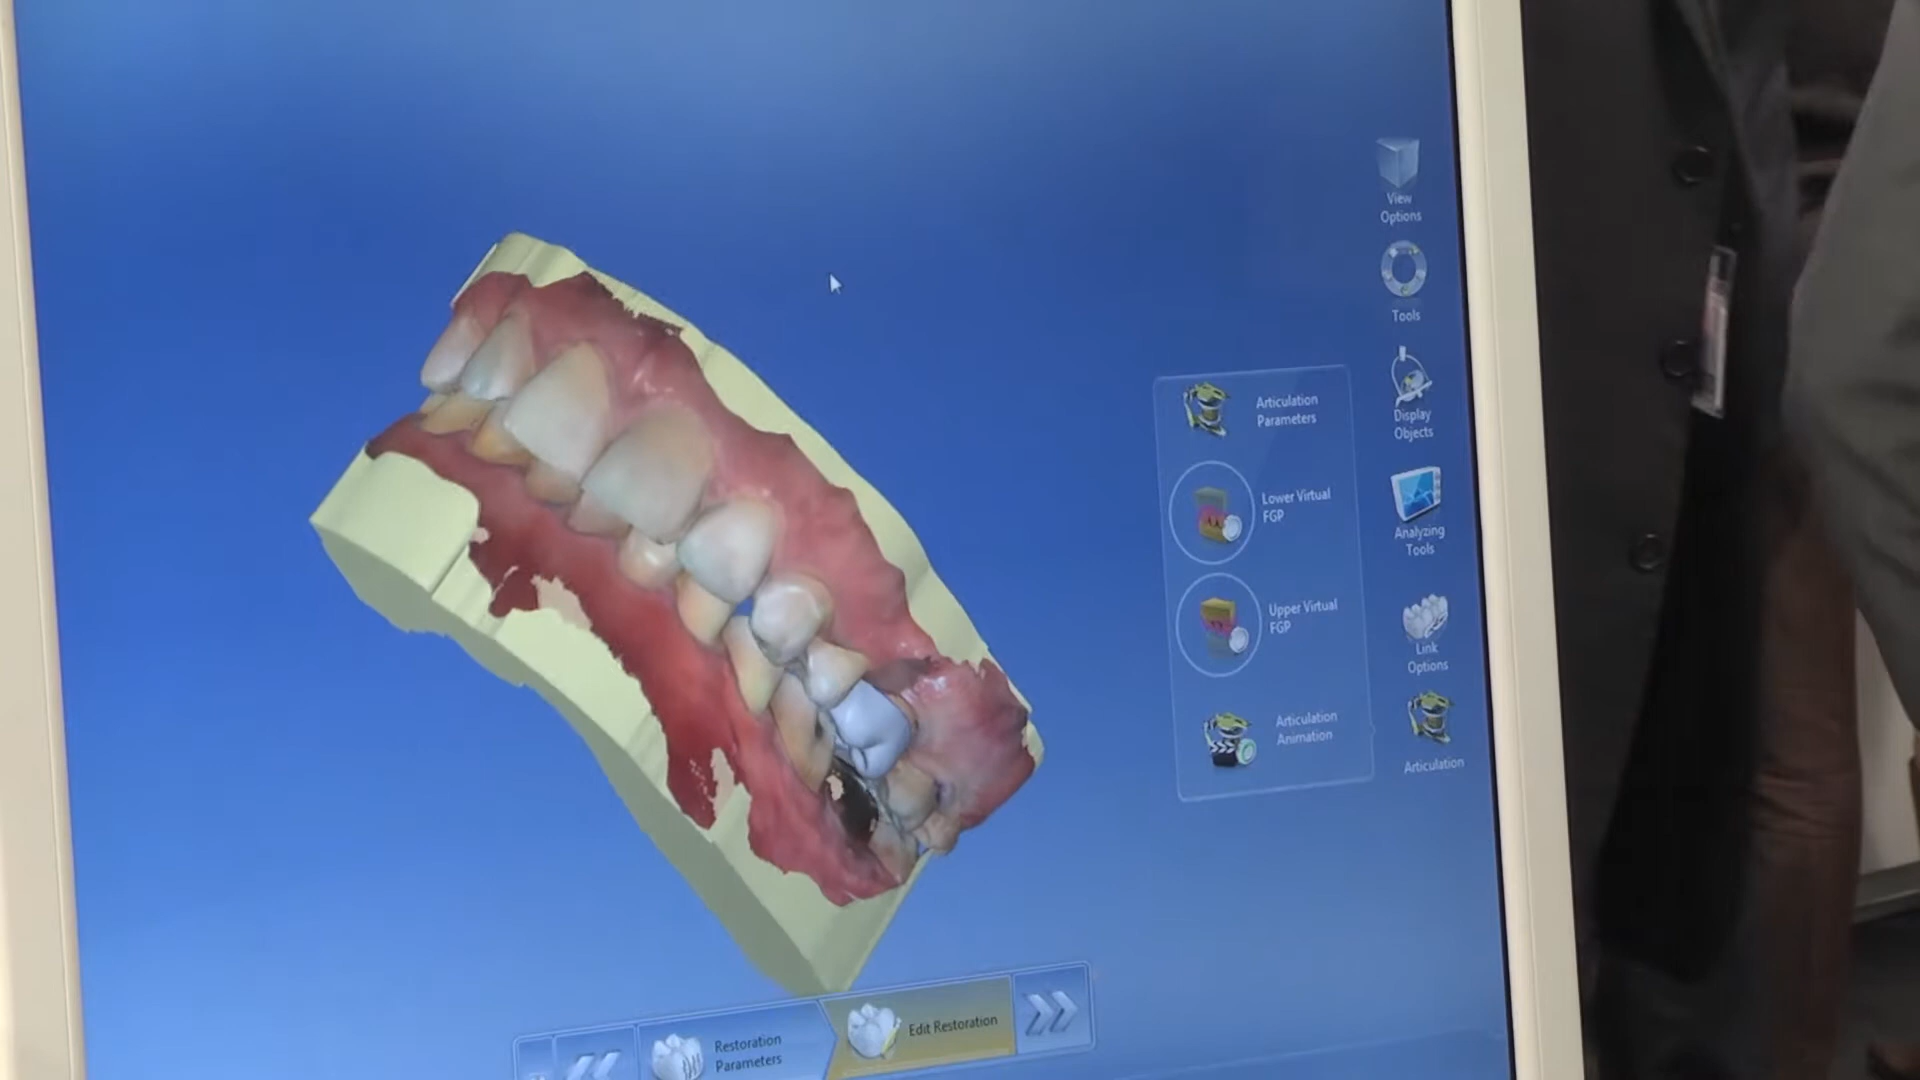 View
Options
Tools
Display
Objects
Analyzing
Tools
Link
Options
Articulation
Articulation
Parameters
Lower Virtual
FGP
Upper Virtual
FGP
Articulation
Animation
Restoration
Parameters
Edit Restoration